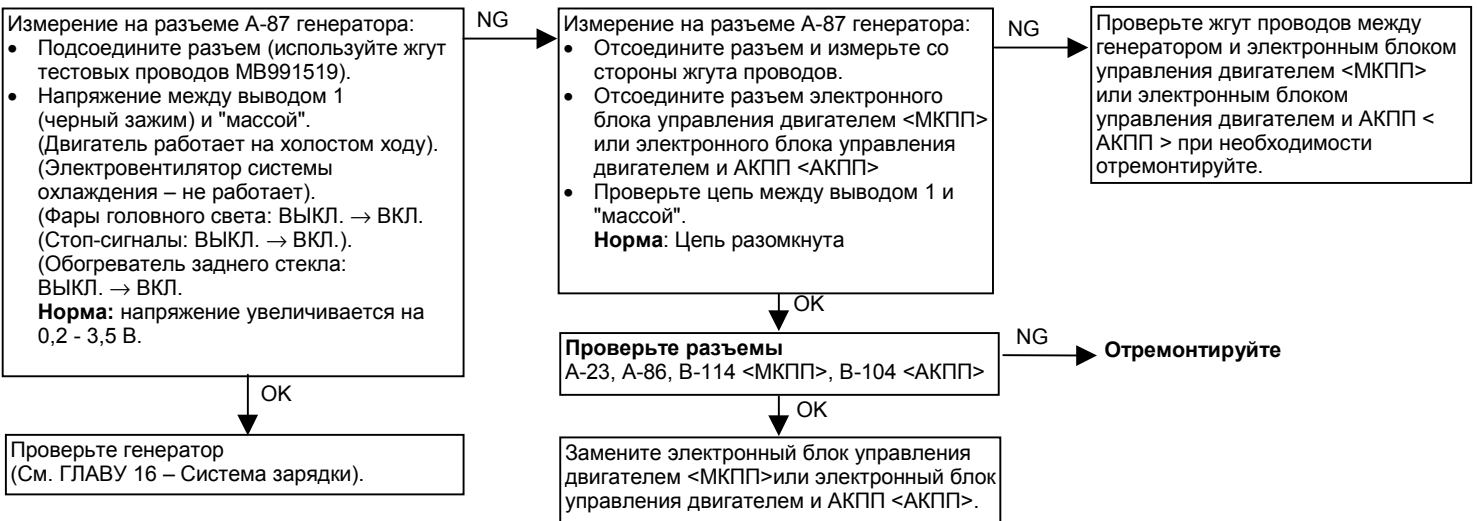 Измерение на разъеме А-87 генератора:
• Подсоедините разъем (используйте жгут
тестовых проводов MB991519).
• Напряжение между выводом 1
(черный зажим) и "массой".
(Двигатель работает на холостом ходу).
(Электровентилятор системы
охлаждения – не работает).
(Фары головного света: ВЫКЛ. → ВКЛ.
(Стоп-сигналы: ВЫКЛ. → ВКЛ.).
(Обогреватель заднего стекла:
ВЫКЛ. → ВКЛ.
Норма: напряжение увеличивается на
0,2 - 3,5 В.
NG
OK
Проверьте генератор
(См. ГЛАВУ 16 – Система зарядки).
Измерение на разъеме А-87 генератора:
• Отсоедините разъем и измерьте со
стороны жгута проводов.
• Отсоедините разъем электронного
блока управления двигателем <МКПП>
или электронного блока управления
двигателем и АКПП <АКПП>
• Проверьте цепь между выводом 1 и
"массой".
Норма: Цепь разомкнута
NG
Проверьте жгут проводов между
генератором и электронным блоком
управления двигателем <МКПП>
или электронным блоком
управления двигателем и АКПП <
АКПП > при необходимости
отремонтируйте.
OK
Проверьте разъемы
А-23, А-86, В-114 <МКПП>, В-104 <АКПП>
NG
Отремонтируйте
OK
Замените электронный блок управления
двигателем <МКПП>или электронный блок
управления двигателем и АКПП <АКПП>.